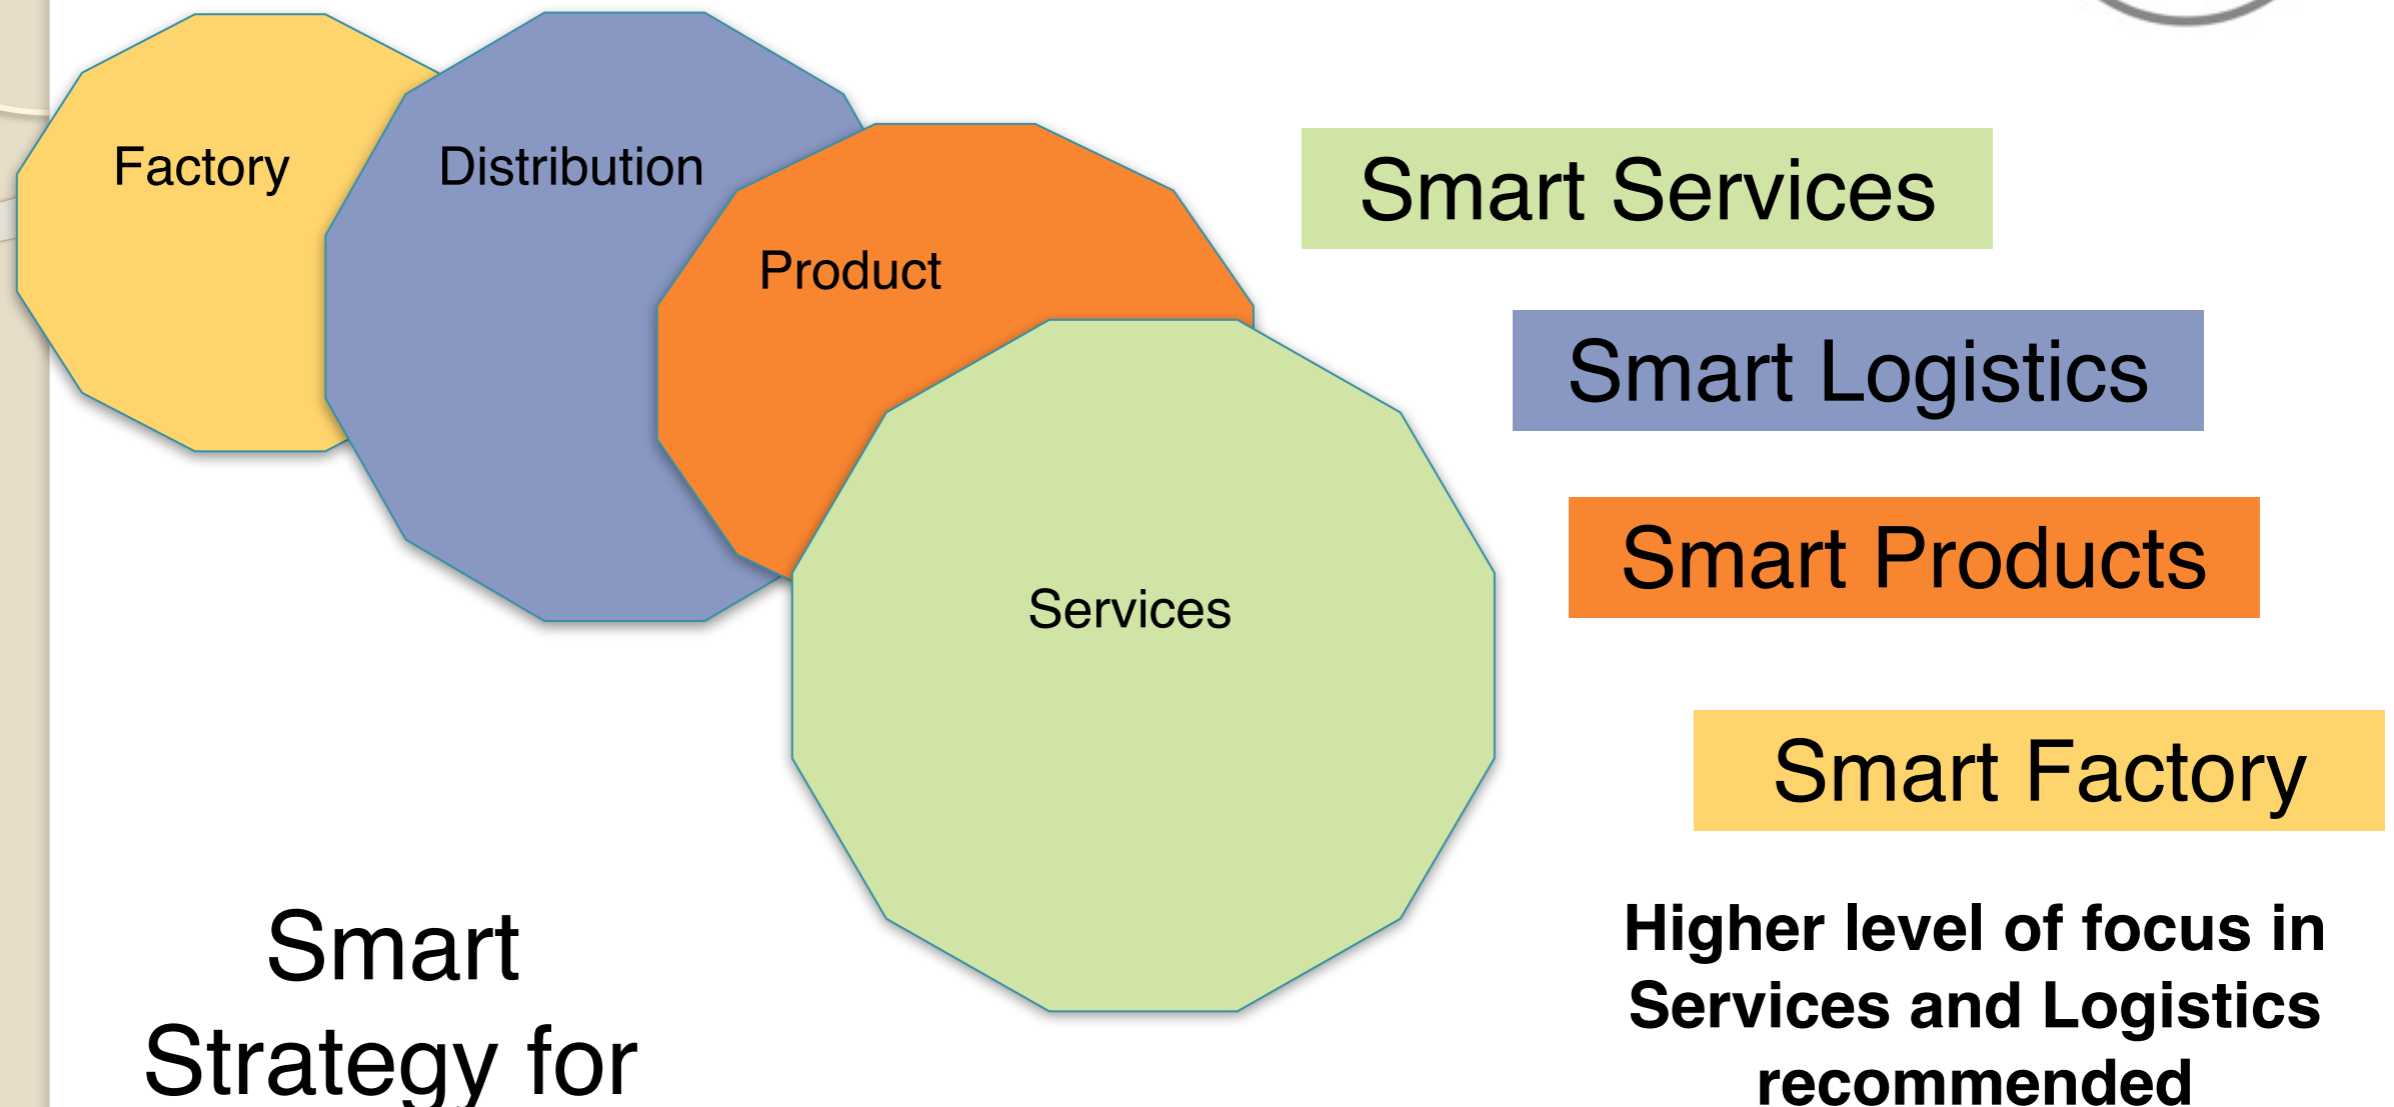 Factory
Distribution
Product
Services
Smart Services
Smart Logistics
Smart Products
Smart Factory
Smart
Strategy for
Higher level of focus in
Services and Logistics
recommended